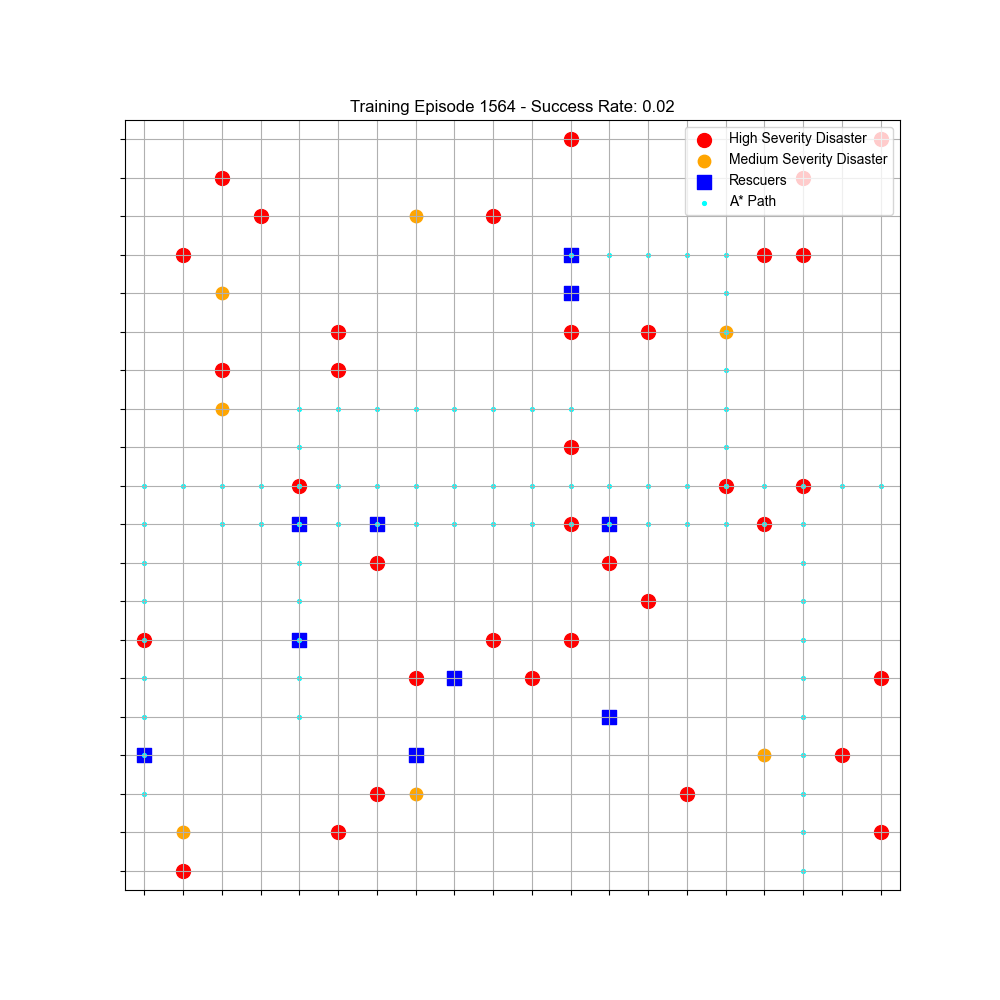 Training Episode 1564 - Success Rate: 0.02
High Severity Disaster
Medium Severity Disaster
Rescuers
A* Path